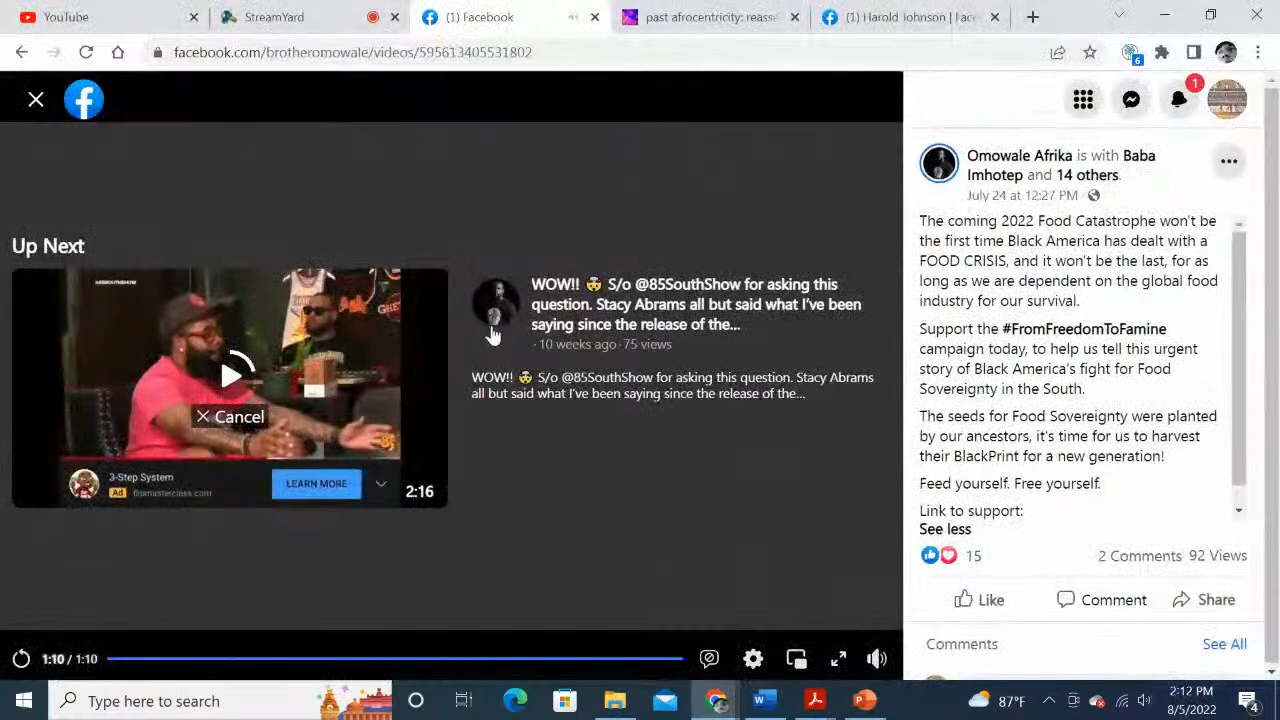 YouTube
StreamYard
(1) Facebook
past afrocentricity: reass
(1) Harold Johnson | Face
facebook.com/brotheromowale/videos/595613405531802
6
1
Omowale Afrika is with Baba
Imhotep and 14 others.
July 24 at 12:27 PM
The coming 2022 Food Catastrophe won't be
the first time Black America has dealt with a
FOOD CRISIS, and it won't be the last, for as
long as we are dependent on the global food
industry for our survival.
Support the #FromFreedomToFamine
campaign today, to help us tell this urgent
story of Black America's fight for Food
Sovereignty in the South.
The seeds for Food Sovereignty were planted
by our ancestors, it's time for us to harvest
their BlackPrint for a new generation!
Feed yourself. Free yourself.
Link to support:
See less
15
2 Comments 92 Views
Like
Comment
Share
Comments
See All
Up Next
#85SOUTHSHOW
Cancel
3-Step System
Ad
LEARN MORE
2:16
WOW!! 🤯 S/o @85SouthShow for asking this
question. Stacy Abrams all but said what I've been
saying since the release of the...
· 10 weeks ago · 75 views
WOW!! 🤯 S/o @85SouthShow for asking this question. Stacy Abrams
all but said what I've been saying since the release of the...
1:10 / 1:10
Type here to search
87°F
2:12 PM
8/5/2022
4